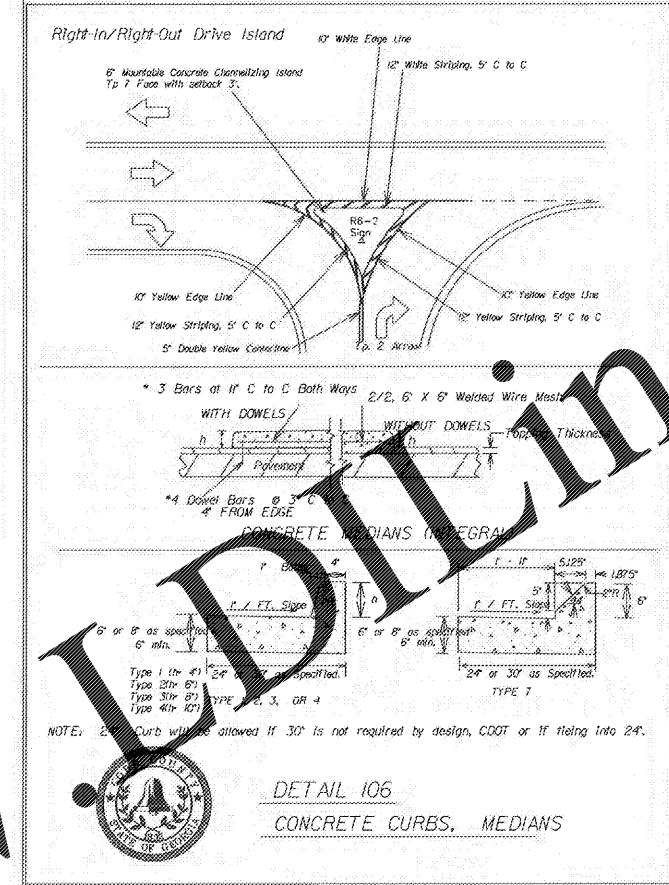 Right-In/Right-Out Drive Island
10" White Edge Line
6" Mountable Concrete Channelizing Island
Tp 7 Face with setback 3'.
12" White Striping, 5' C to C
R6-2
Sign
10" Yellow Edge Line
10" Yellow Edge Line
12" Yellow Striping, 5' C to C
12" Yellow Striping, 5' C to C
5" Double Yellow Centerline
Tp. 2 Arrow
* 3 Bars at 11" C to C Both Ways
2/2, 6" X 6" Welded Wire Mesh
WITH DOWELS
WITHOUT DOWELS
Topping Thickness
h
h
Pavement
*4 Dowel Bars @ 3' C
4" FROM EDGE
CONCRETE MEDIANS (INTEGRAL)
4"
1' - 11"
5.125"
1.875"
5"
2"R
6"
1" / FT. Slope
h
1" / FT. Slope
6" or 8" as specified
6" min.
6" or 8" as specified
6" min.
24" or 30" as Specified.
24" or 30" as Specified.
Type 1 (h= 4")
Type 2(h= 6")
Type 3(h= 8")
Type 4(h= 10")
TYPE 2, 3, OR 4
TYPE 7
NOTE: 24" Curb will be allowed if 30" is not required by design, CDOT or if tieing into 24".
COBB COUNTY
STATE OF GEORGIA
DETAIL 106
CONCRETE CURBS, MEDIANS
LDILin